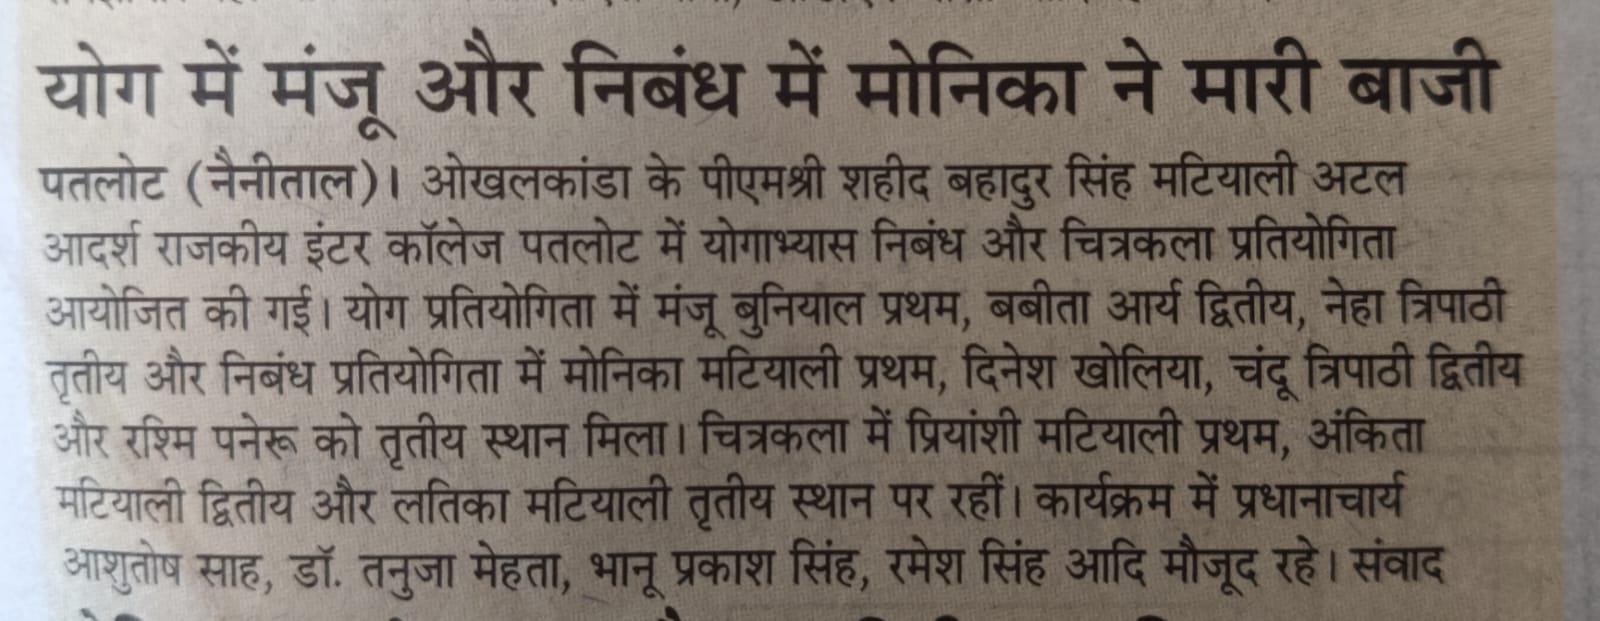 योग में मंजू और निबंध में मोनिका ने मारी बाजी
पतलोट (नैनीताल)। ओखलकांडा के पीएमश्री शहीद बहादुर सिंह मटियाली अटल
आदर्श राजकीय इंटर कॉलेज पतलोट में योगाभ्यास निबंध और चित्रकला प्रतियोगिता
आयोजित की गई। योग प्रतियोगिता में मंजू बुनियाल प्रथम, बबीता आर्य द्वितीय, नेहा त्रिपाठी
तृतीय और निबंध प्रतियोगिता में मोनिका मटियाली प्रथम, दिनेश खोलिया, चंदू त्रिपाठी द्वितीय
और रश्मि पनेरू को तृतीय स्थान मिला। चित्रकला में प्रियांशी मटियाली प्रथम, अंकिता
मटियाली द्वितीय और लतिका मटियाली तृतीय स्थान पर रहीं। कार्यक्रम में प्रधानाचार्य
आशुतोष साह, डॉ. तनुजा मेहता, भानू प्रकाश सिंह, रमेश सिंह आदि मौजूद रहे। संवाद